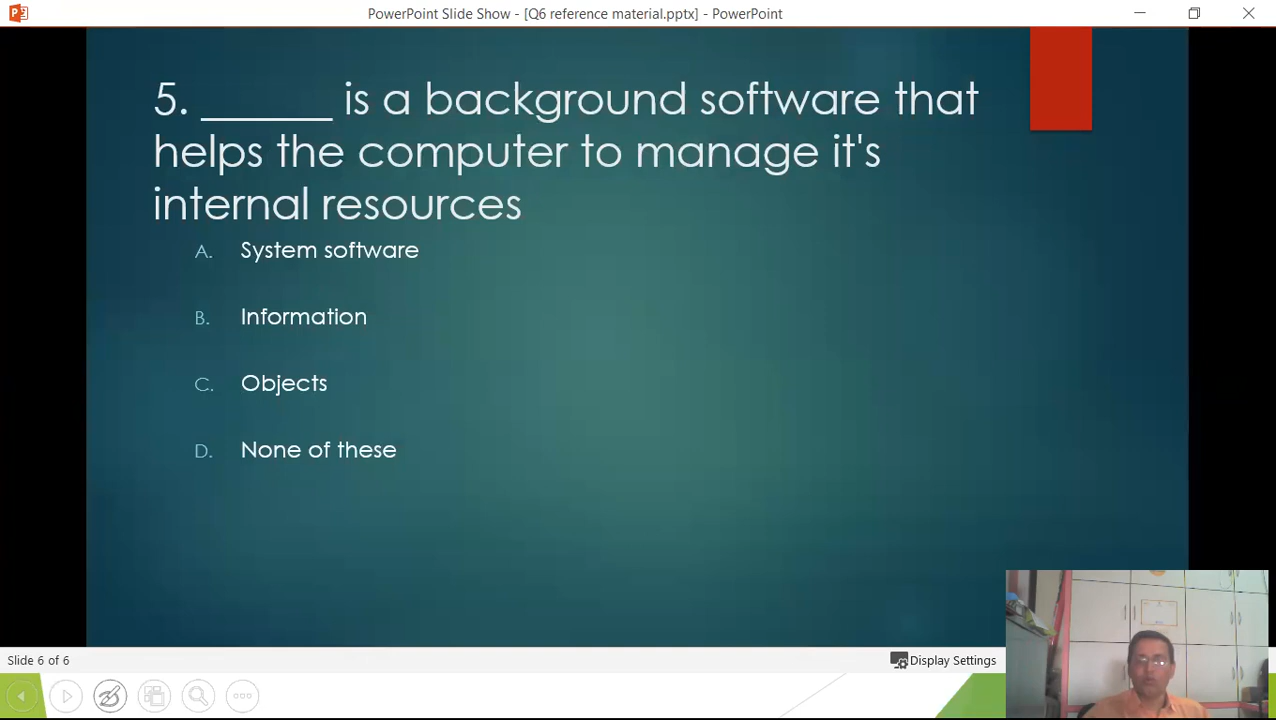 PowerPoint Slide Show - [Q6 reference material.pptx] - PowerPoint
5. ______ is a background software that
helps the computer to manage it's
internal resources
A. System software
B. Information
C. Objects
D. None of these
Slide 6 of 6
Display Settings